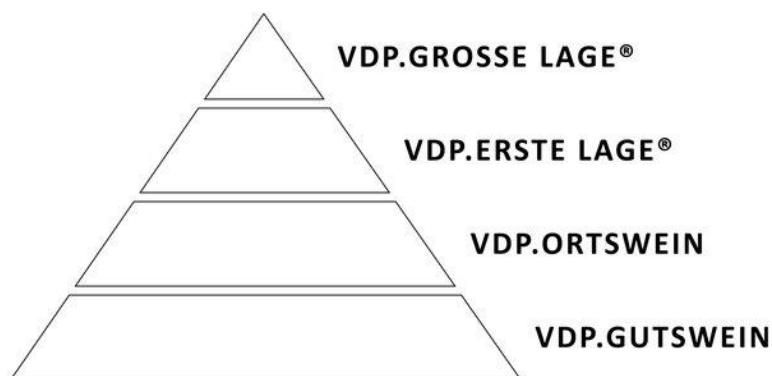 VDP.GROSSE LAGE®
VDP.ERSTE LAGE®
VDP.ORTSWEIN
VDP.GUTSWEIN